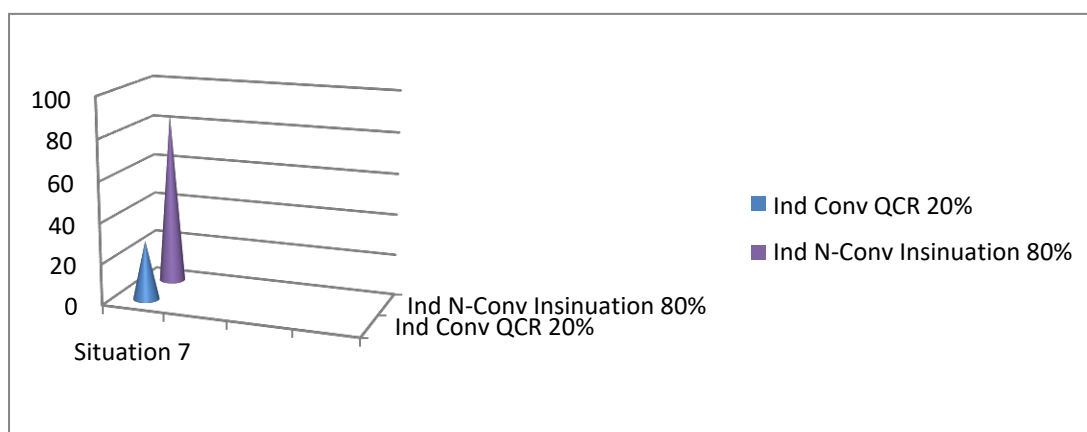 100
80
60
40
20
0
Situation 7
Ind N-Conv Insinuation 80%
Ind Conv QCR 20%
Ind Conv QCR 20%
Ind N-Conv Insinuation 80%